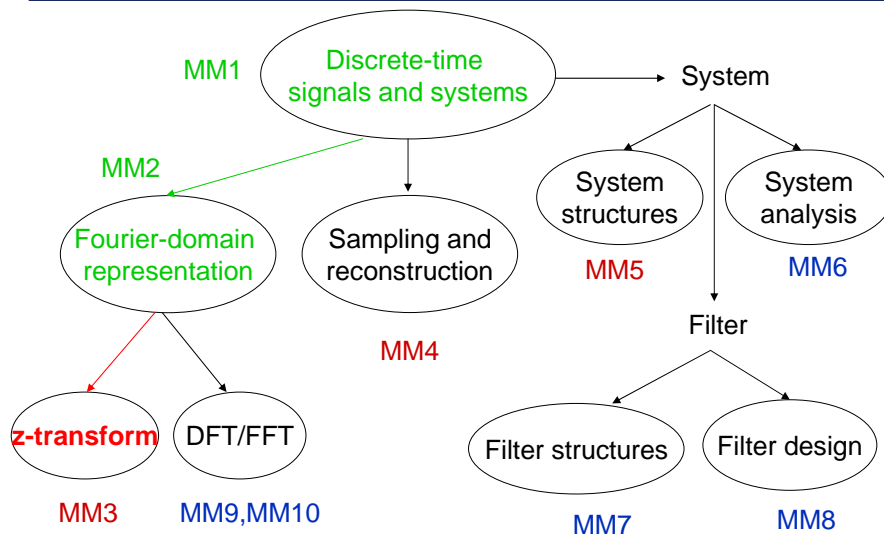 MM1
Discrete-time
signals and systems
System
MM2
Fourier-domain
representation
Sampling and
reconstruction
System
structures
System
analysis
MM5
MM6
MM4
Filter
z-transform
DFT/FFT
Filter structures
Filter design
MM3
MM9,MM10
MM7
MM8